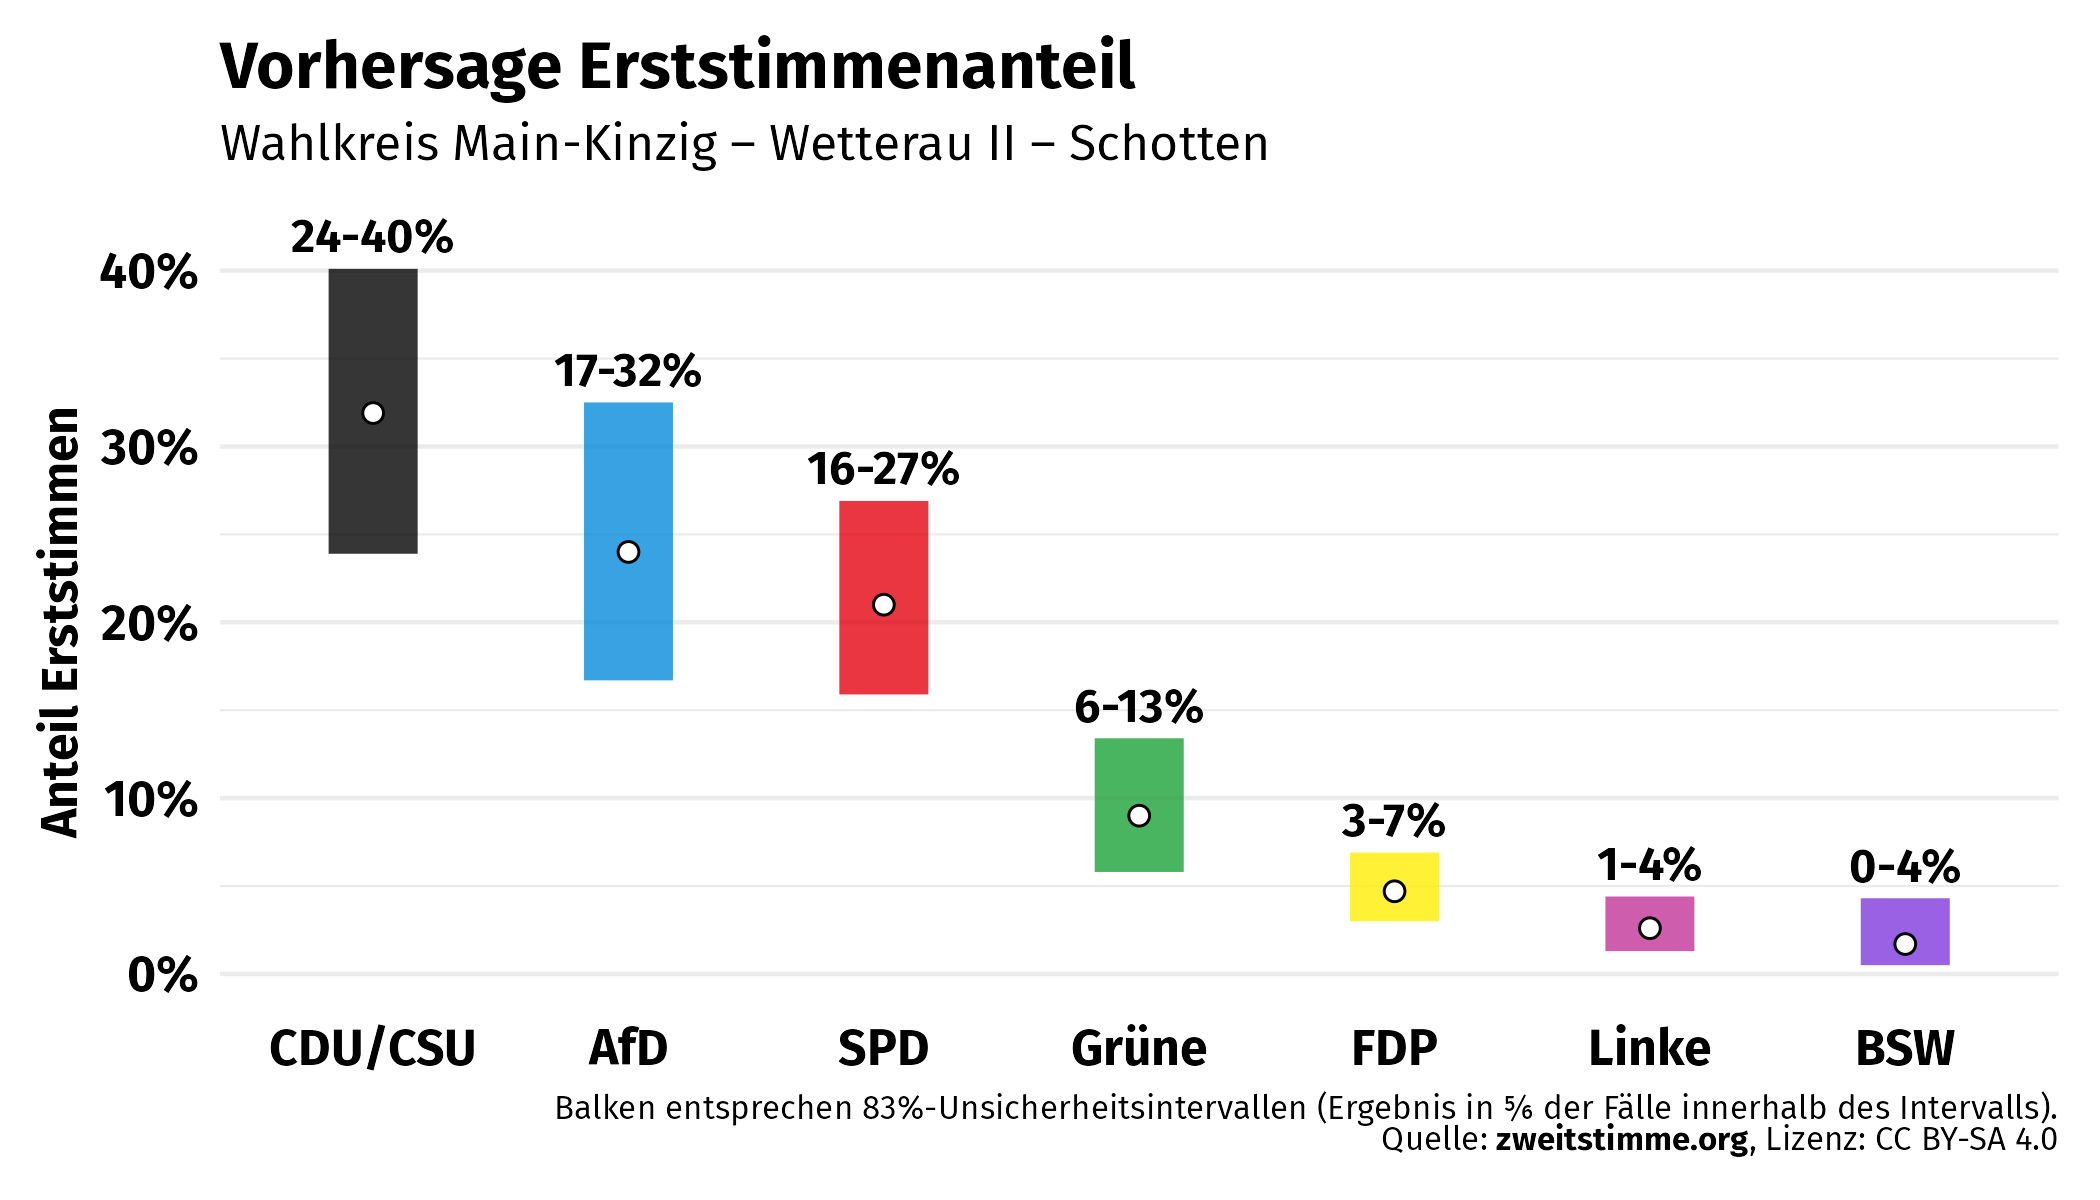 Vorhersage Erststimmenanteil
Wahlkreis Main-Kinzig – Wetterau II – Schotten
24-40%
17-32%
16-27%
6-13%
3-7%
1-4%
0-4%
40%
30%
20%
10%
0%
Anteil Erststimmen
CDU/CSU AfD SPD Grüne FDP Linke BSW
Balken entsprechen 83%-Unsicherheitsintervallen (Ergebnis in ⅚ der Fälle innerhalb des Intervalls).
Quelle: zweitstimme.org, Lizenz: CC BY-SA 4.0